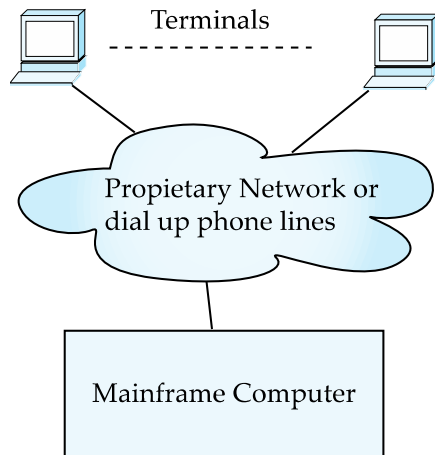 Terminals
Propietary Network or
dial up phone lines
Mainframe Computer